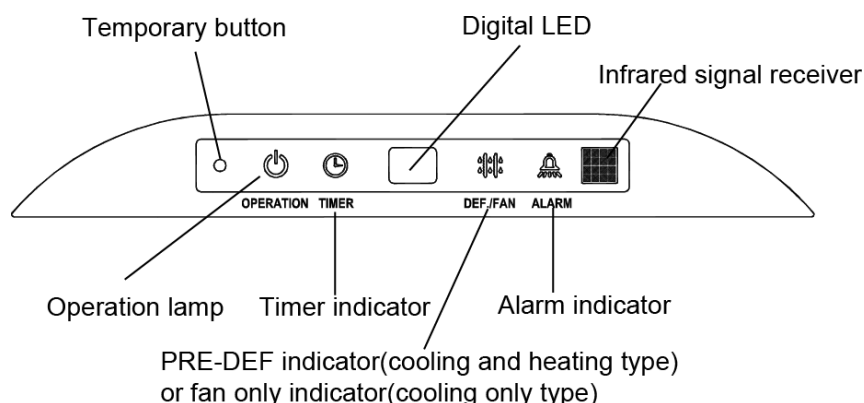 Temporary button
Digital LED
Infrared signal receiver
OPERATION TIMER DEF./FAN ALARM
Operation lamp
Timer indicator
Alarm indicator
PRE-DEF indicator(cooling and heating type)
or fan only indicator(cooling only type)